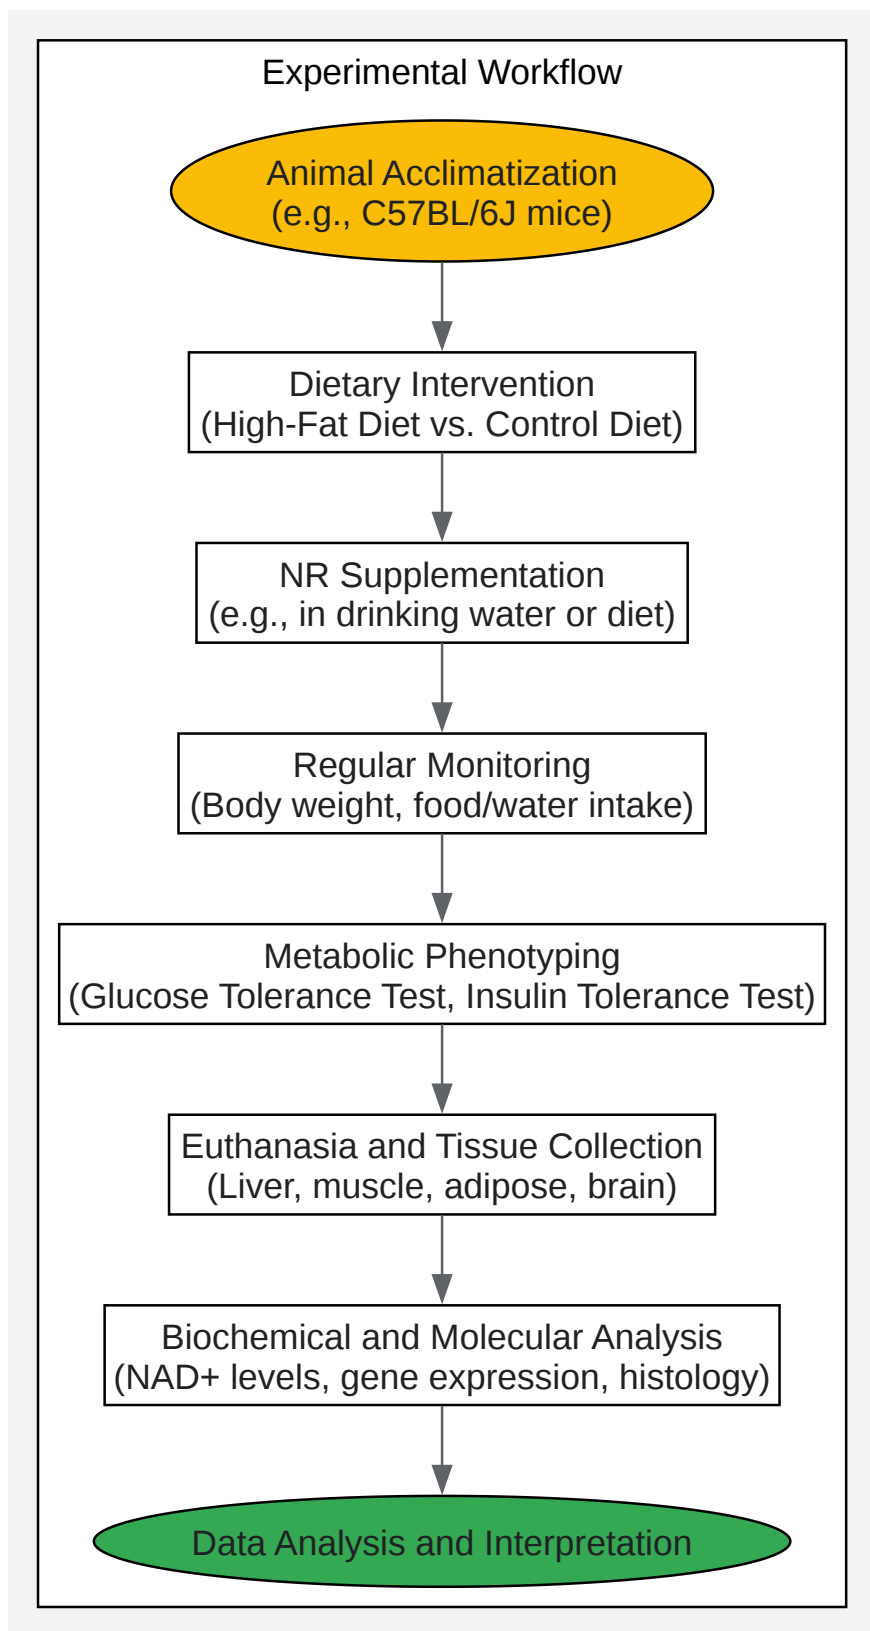 Experimental Workflow
Animal Acclimatization
(e.g., C57BL/6J mice)
Dietary Intervention
(High-Fat Diet vs. Control Diet)
NR Supplementation
(e.g., in drinking water or diet)
Regular Monitoring
(Body weight, food/water intake)
Metabolic Phenotyping
(Glucose Tolerance Test, Insulin Tolerance Test)
Euthanasia and Tissue Collection
(Liver, muscle, adipose, brain)
Biochemical and Molecular Analysis
(NAD+ levels, gene expression, histology)
Data Analysis and Interpretation